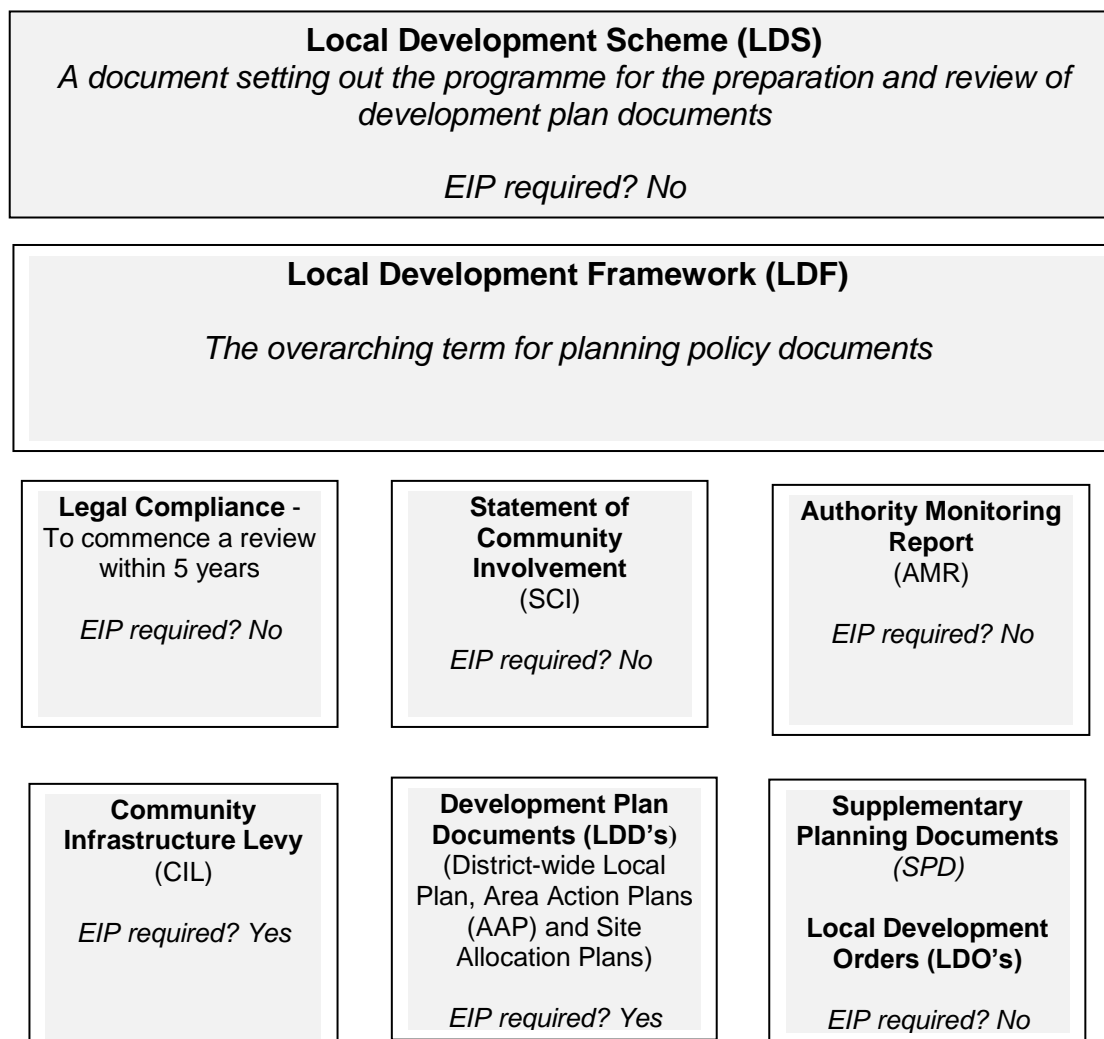 Local Development Scheme (LDS)
A document setting out the programme for the preparation and review of
development plan documents
EIP required? No
Local Development Framework (LDF)
The overarching term for planning policy documents
Legal Compliance -
To commence a review
within 5 years
EIP required? No
Statement of
Community
Involvement
(SCI)
EIP required? No
Authority Monitoring
Report
(AMR)
EIP required? No
Community
Infrastructure Levy
(CIL)
EIP required? Yes
Development Plan
Documents (LDD's)
(District-wide Local
Plan, Area Action Plans
(AAP) and Site
Allocation Plans)
EIP required? Yes
Supplementary
Planning Documents
(SPD)
Local Development
Orders (LDO's)
EIP required? No